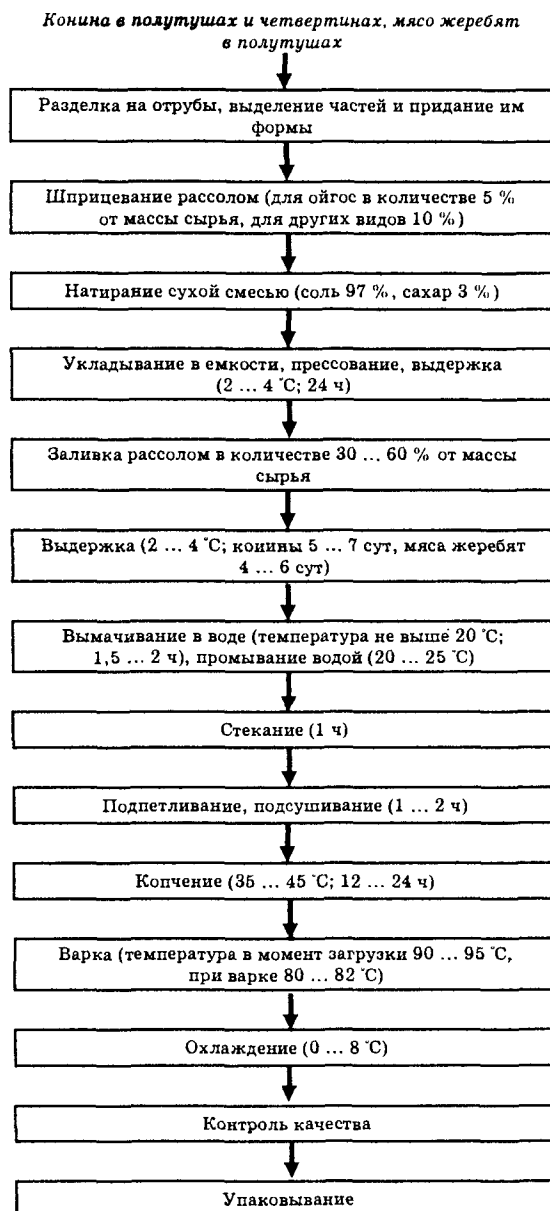 Конина в полутушах и четвертинах, мясо жеребят
в полутушах
Разделка на отрубы, выделение частей и придание им
формы
Шприцевание рассолом (для ойгос в количестве 5 %
от массы сырья, для других видов 10 %)
Натирание сухой смесью (соль 97 %, сахар 3 %)
Укладывание в емкости, прессование, выдержка
(2 ... 4 °С; 24 ч)
Заливка рассолом в количестве 30 ... 60 % от массы
сырья
Выдержка (2 ... 4 °С; конины 5 ... 7 сут, мяса жеребят
4 ... 6 сут)
Вымачивание в воде (температура не выше 20 °С;
1,5 ... 2 ч), промывание водой (20 ... 25 °С)
Стекание (1 ч)
Подпетливание, подсушивание (1 ... 2 ч)
Копчение (35 ... 45 °С; 12 ... 24 ч)
Варка (температура в момент загрузки 90 ... 95 °С,
при варке 80 ... 82 °С)
Охлаждение (0 ... 8 °С)
Контроль качества
Упаковывание